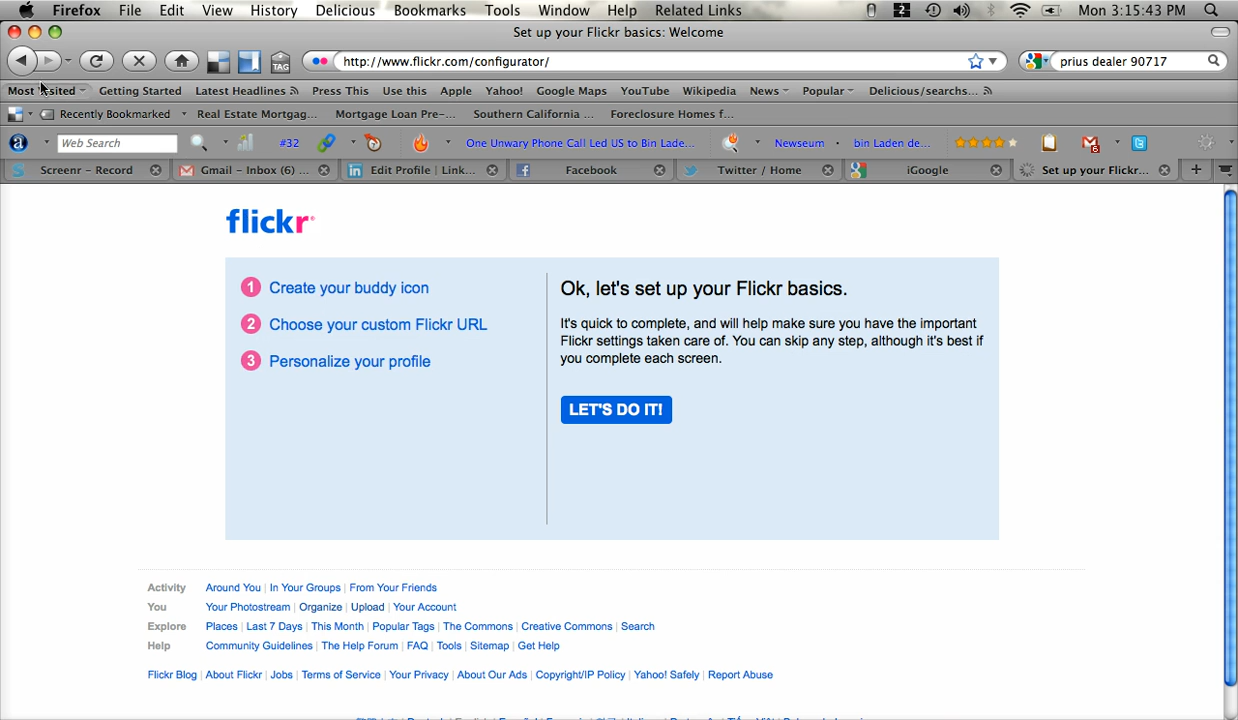 Firefox File Edit View History Delicious Bookmarks Tools Window Help Related Links 2 Mon 3:15:43 PM
Set up your Flickr basics: Welcome
TAG http://www.flickr.com/configurator/ prius dealer 90717
Most Visited Getting Started Latest Headlines Press This Use this Apple Yahoo! Google Maps YouTube Wikipedia News Popular Delicious/searchs...
Recently Bookmarked Real Estate Mortgag... Mortgage Loan Pre-... Southern California ... Foreclosure Homes f...
a Web Search #32 One Unwary Phone Call Led US to Bin Lade... Newseum bin Laden de... 6
Screenr - Record Gmail - Inbox (6) ... Edit Profile | Link... Facebook Twitter / Home iGoogle Set up your Flickr...
flickr
1 Create your buddy icon
2 Choose your custom Flickr URL
3 Personalize your profile
Ok, let's set up your Flickr basics.
It's quick to complete, and will help make sure you have the important
Flickr settings taken care of. You can skip any step, although it's best if
you complete each screen.
LET'S DO IT!
Activity Around You | In Your Groups | From Your Friends
You Your Photostream | Organize | Upload | Your Account
Explore Places | Last 7 Days | This Month | Popular Tags | The Commons | Creative Commons | Search
Help Community Guidelines | The Help Forum | FAQ | Tools | Sitemap | Get Help
Flickr Blog | About Flickr | Jobs | Terms of Service | Your Privacy | About Our Ads | Copyright/IP Policy | Yahoo! Safely | Report Abuse